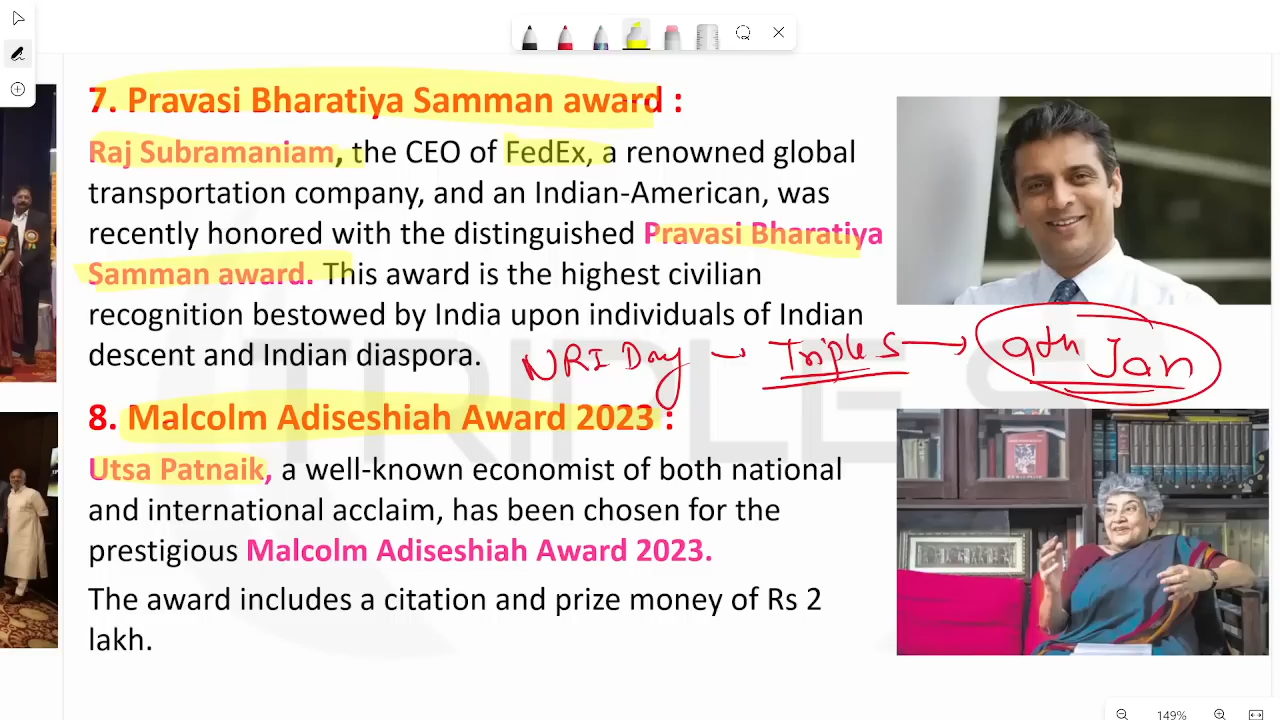 7. Pravasi Bharatiya Samman award :
Raj Subramaniam, the CEO of FedEx, a renowned global
transportation company, and an Indian-American, was
recently honored with the distinguished Pravasi Bharatiya
Samman award. This award is the highest civilian
recognition bestowed by India upon individuals of Indian
descent and Indian diaspora.
NRI Day → Triple S → 9th Jan
8. Malcolm Adiseshiah Award 2023 :
Utsa Patnaik, a well-known economist of both national
and international acclaim, has been chosen for the
prestigious Malcolm Adiseshiah Award 2023.
The award includes a citation and prize money of Rs 2
lakh.
TRIPLE S
149%